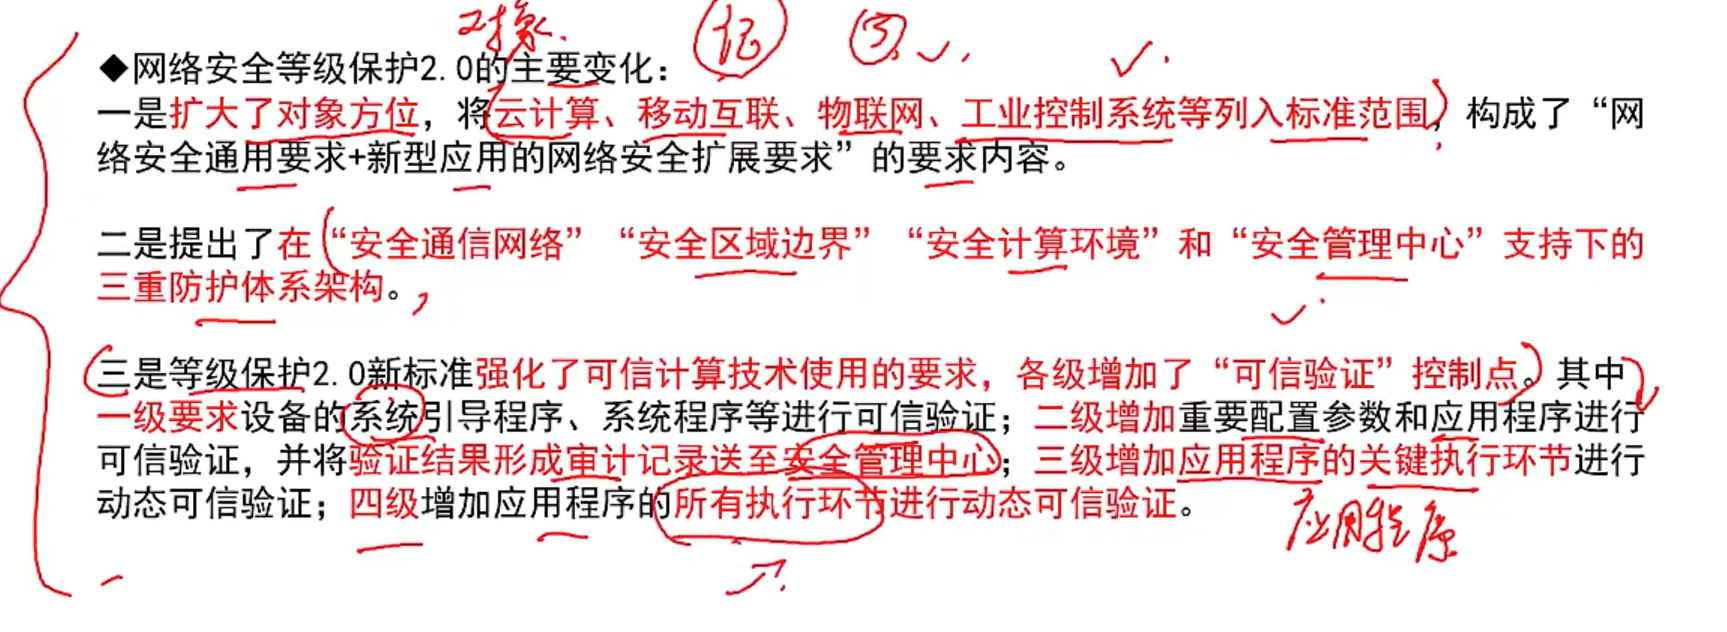 对象.
记
◆网络安全等级保护2.0的主要变化：
一是扩大了对象方位，将云计算、移动互联、物联网、工业控制系统等列入标准范围，构成了“网
络安全通用要求+新型应用的网络安全扩展要求”的要求内容。
二是提出了在“安全通信网络”“安全区域边界”“安全计算环境”和“安全管理中心”支持下的
三重防护体系架构。
三是等级保护2.0新标准强化了可信计算技术使用的要求，各级增加了“可信验证”控制点。其中
一级要求设备的系统引导程序、系统程序等进行可信验证；二级增加重要配置参数和应用程序进行
可信验证，并将验证结果形成审计记录送至安全管理中心；三级增加应用程序的关键执行环节进行
动态可信验证；四级增加应用程序的所有执行环节进行动态可信验证。
应用程序